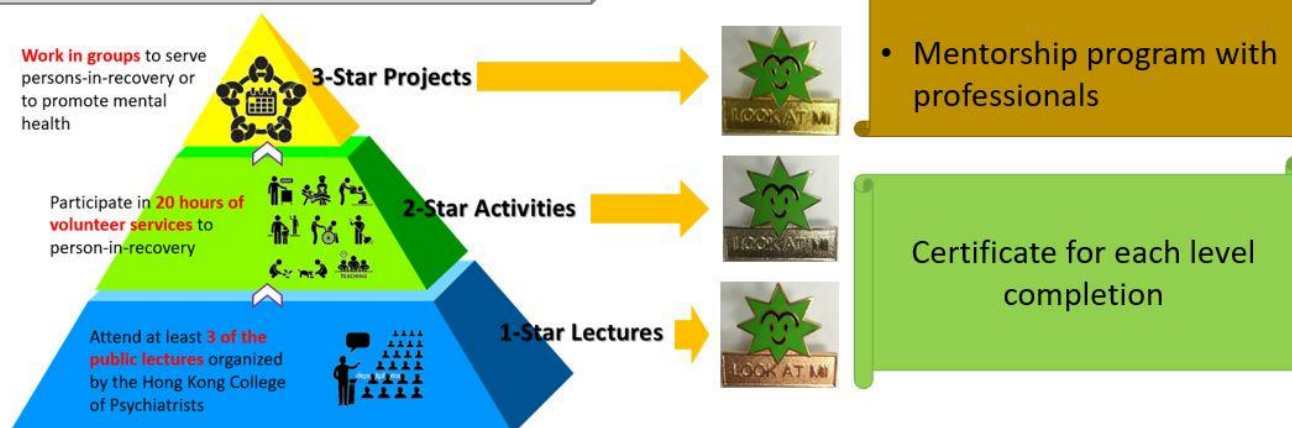 Work in groups to serve
persons-in-recovery or
to promote mental
health
3-Star Projects
LOOK AT MI
• Mentorship program with
professionals
Participate in 20 hours of
volunteer services to
person-in-recovery
TEACHING
2-Star Activities
LOOK AT MI
Certificate for each level
completion
Attend at least 3 of the
public lectures organized
by the Hong Kong College
of Psychiatrists
1-Star Lectures
LOOK AT MI